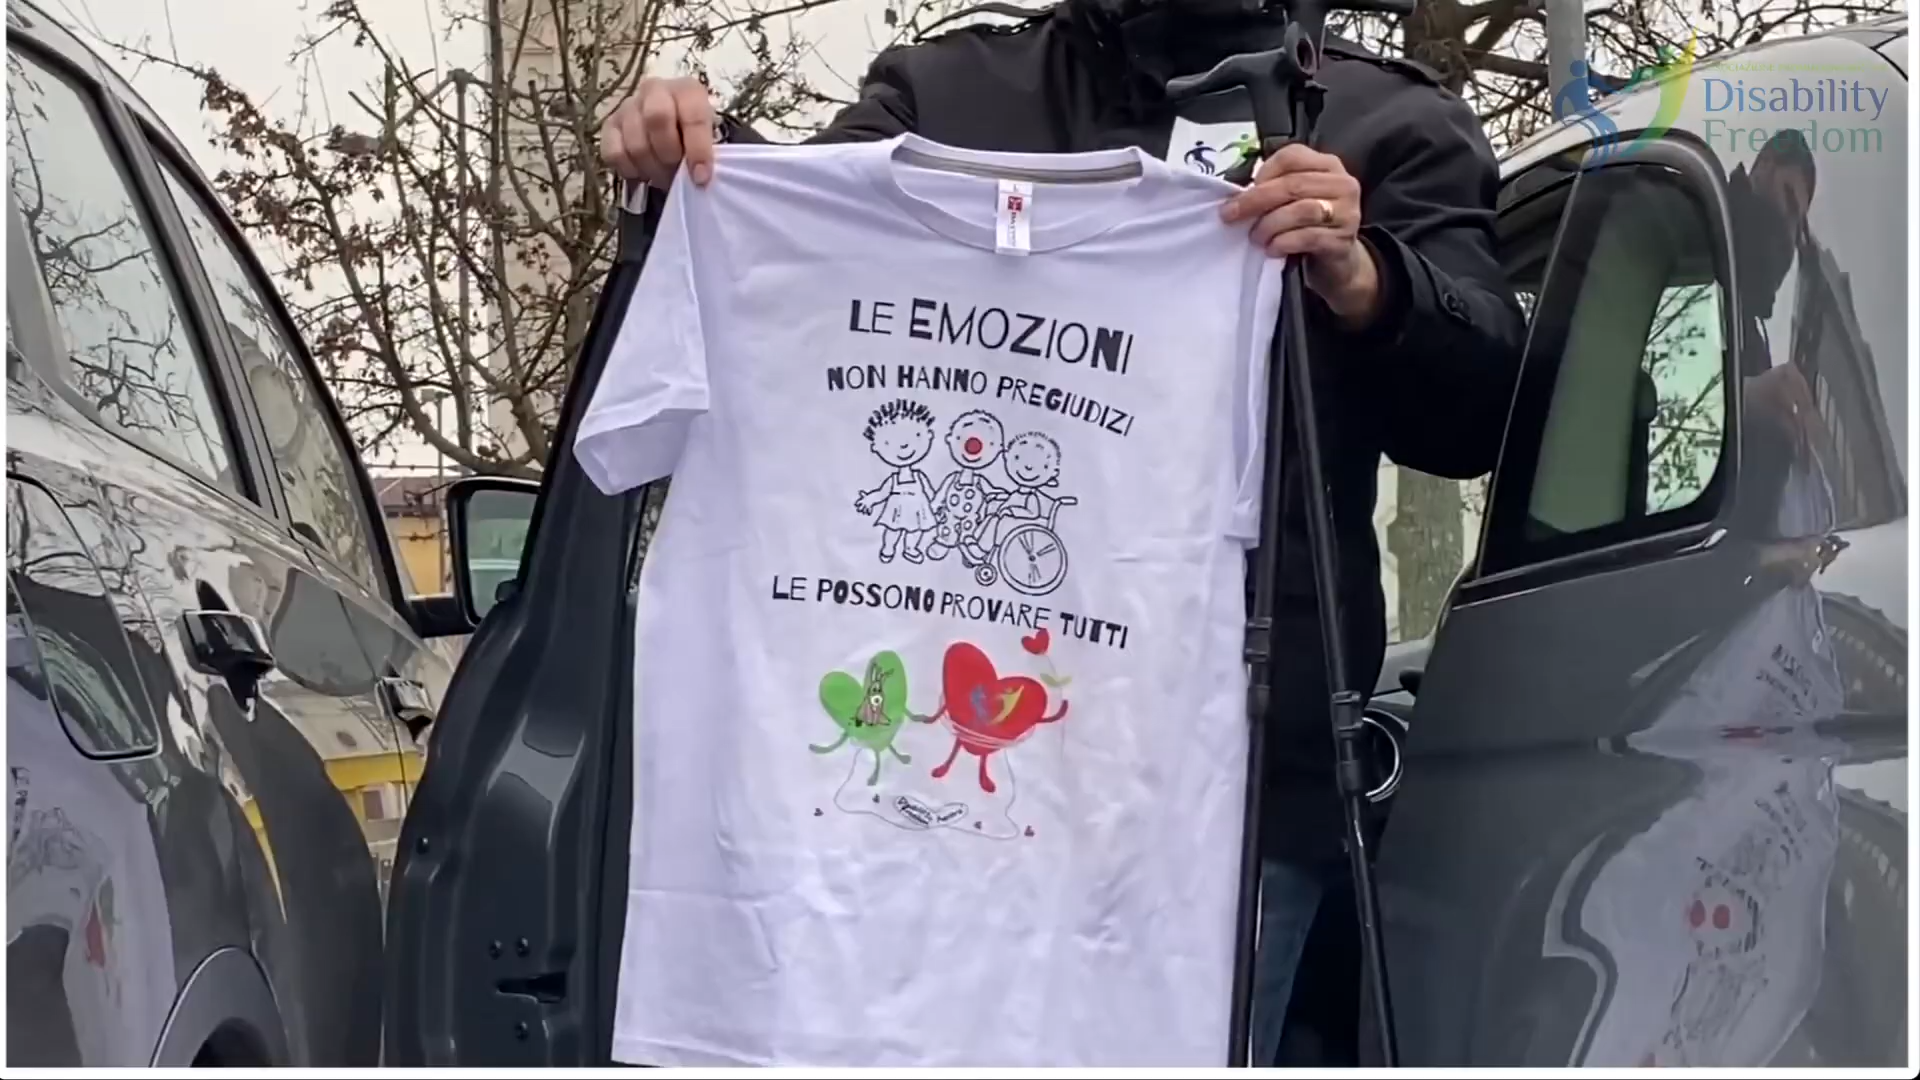 Disability
Freedom
LE EMOZIONI
NON HANNO PREGIUDIZI
LE POSSONO PROVARE TUTTI